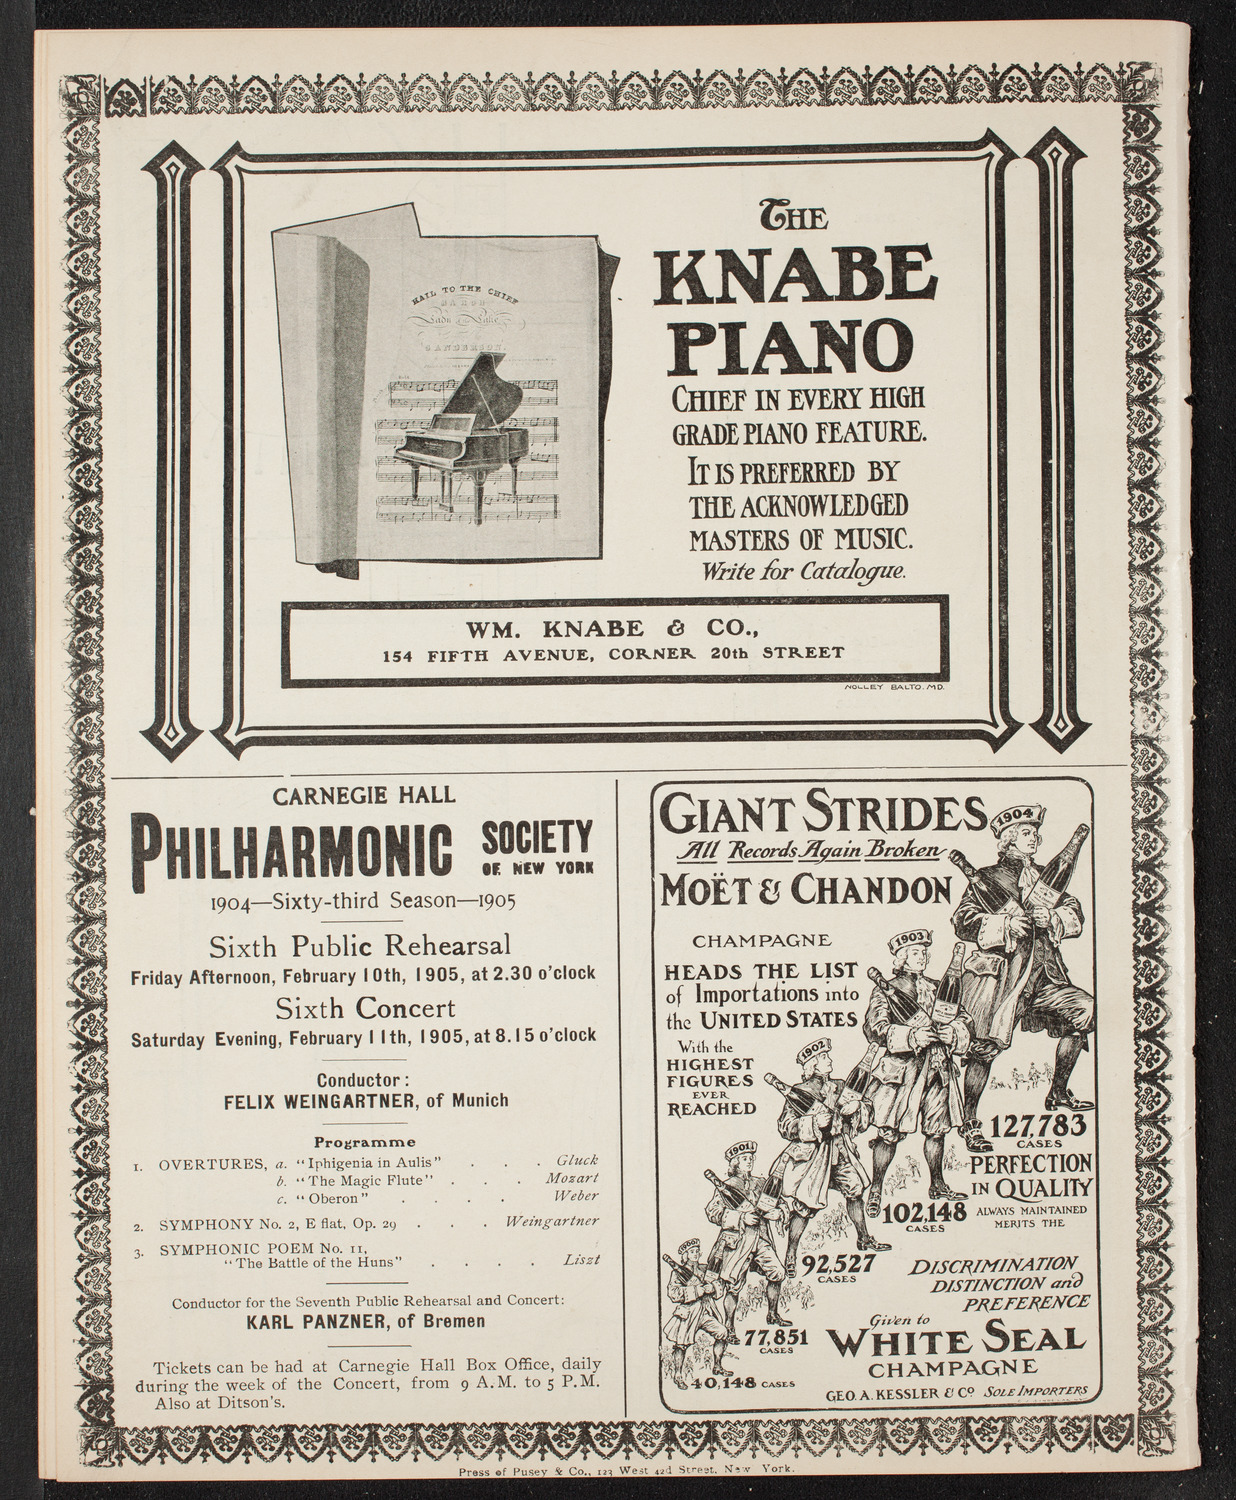 HAIL TO THE CHIEF
SANDERSON.
THE
KNABE
PIANO
CHIEF IN EVERY HIGH
GRADE PIANO FEATURE.
IT IS PREFERRED BY
THE ACKNOWLEDGED
MASTERS OF MUSIC.
Write for Catalogue.
WM. KNABE & CO.,
154 FIFTH AVENUE, CORNER 20th STREET
NOLLEY BALTO. MD.
CARNEGIE HALL
PHILHARMONIC SOCIETY
OF NEW YORK
1904—Sixty-third Season—1905
Sixth Public Rehearsal
Friday Afternoon, February 10th, 1905, at 2.30 o'clock
Sixth Concert
Saturday Evening, February 11th, 1905, at 8.15 o'clock
Conductor:
FELIX WEINGARTNER, of Munich
Programme
1. OVERTURES, a. "Iphigenia in Aulis" . . . Gluck
b. "The Magic Flute" . . . Mozart
c. "Oberon" . . . . Weber
2. SYMPHONY No. 2, E flat, Op. 29 . . . Weingartner
3. SYMPHONIC POEM No. 11,
"The Battle of the Huns" . . . . Liszt
Conductor for the Seventh Public Rehearsal and Concert:
KARL PANZNER, of Bremen
Tickets can be had at Carnegie Hall Box Office, daily
during the week of the Concert, from 9 A.M. to 5 P.M.
Also at Ditson's.
GIANT STRIDES
All Records Again Broken
MOËT & CHANDON
CHAMPAGNE
HEADS THE LIST
of Importations into
the UNITED STATES
With the
HIGHEST
FIGURES
EVER
REACHED
1904
1903
1902
1901
1900
127,783
CASES
PERFECTION
IN QUALITY
ALWAYS MAINTAINED
MERITS THE
102,148
CASES
92,527
CASES
DISCRIMINATION
DISTINCTION and
PREFERENCE
Given to
77,851
CASES
WHITE SEAL
CHAMPAGNE
40,148 CASES
GEO. A. KESSLER & CO SOLE IMPORTERS
Press of Pusey & Co., 123 West 42d Street, New York.